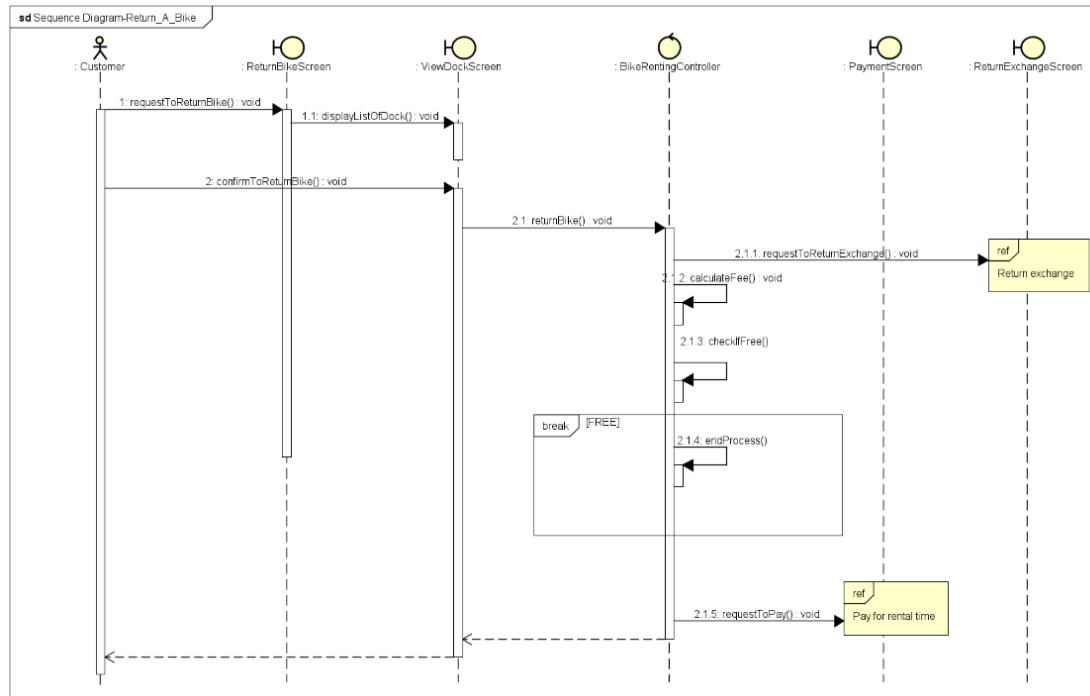 sd Sequence Diagram-Return_A_Bike
: Customer
: ReturnBikeScreen
: ViewDockScreen
: BikeRentingController
: PaymentScreen
: ReturnExchangeScreen
1: requestToReturnBike() : void
1.1: displayListOfDock() : void
2: confirmToReturnBike() : void
2.1: returnBike() : void
2.1.1: requestToReturnExchange() : void
ref
Return exchange
2.1.2: calculateFee() : void
2.1.3: checkIfFree()
break
[FREE]
2.1.4: endProcess()
ref
2.1.5: requestToPay() : void
Pay for rental time